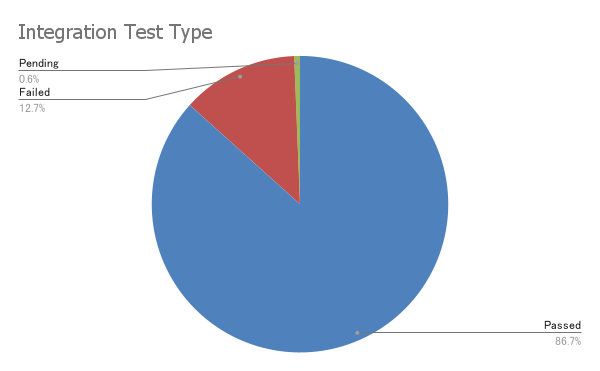 Integration Test Type
Pending
0.6%
Failed
12.7%
Passed
86.7%